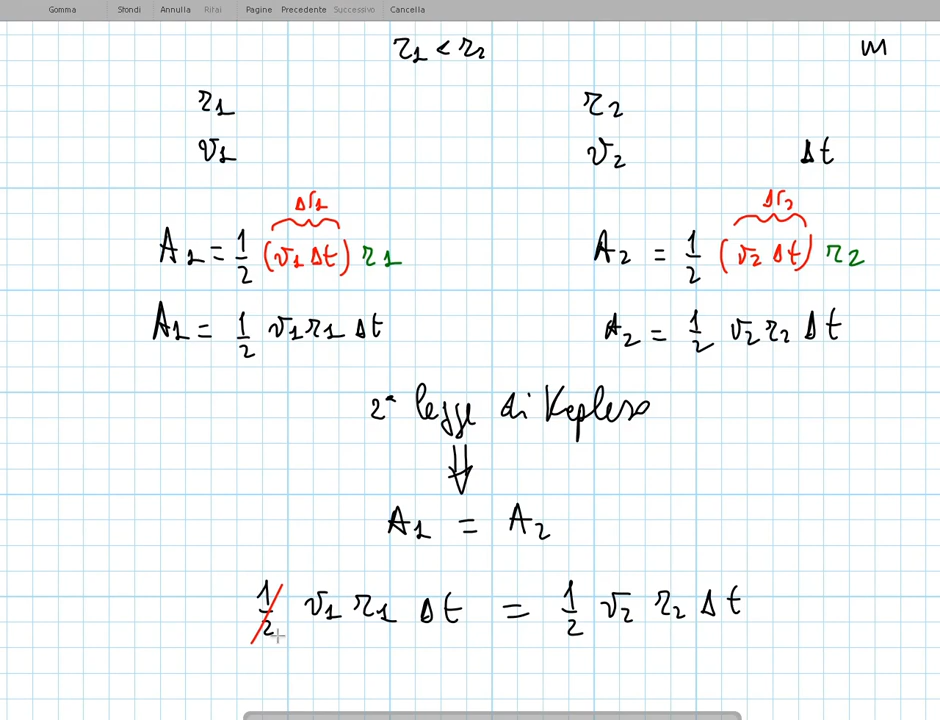 Gomma Sfondi Annulla Rifai Pagine Precedente Successivo Cancella
r₁ < r₂ m
r₁ r₂
v₁ v₂ Δt
Δr₁ Δr₂
A₁ = 1/2 (v₁ Δt) r₁ A₂ = 1/2 (v₂ Δt) r₂
A₁ = 1/2 v₁ r₁ Δt A₂ = 1/2 v₂ r₂ Δt
2ª legge di Keplero
⇓
A₁ = A₂
1/2 v₁ r₁ Δt = 1/2 v₂ r₂ Δt